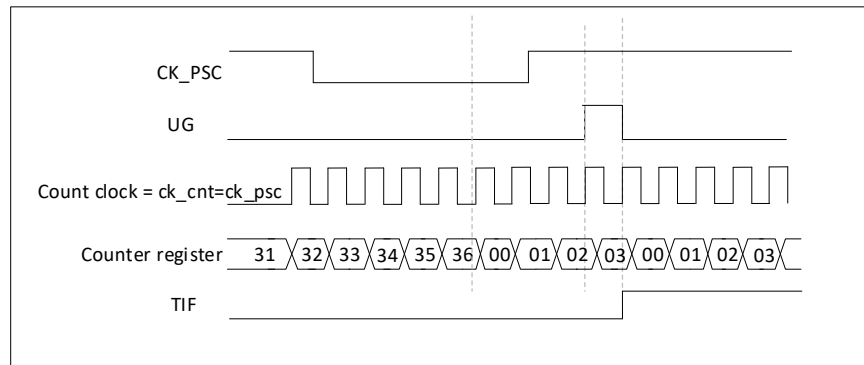 CK_PSC
UG
Count clock = ck_cnt=ck_psc
Counter register 31 32 33 34 35 36 00 01 02 03 00 01 02 03
TIF